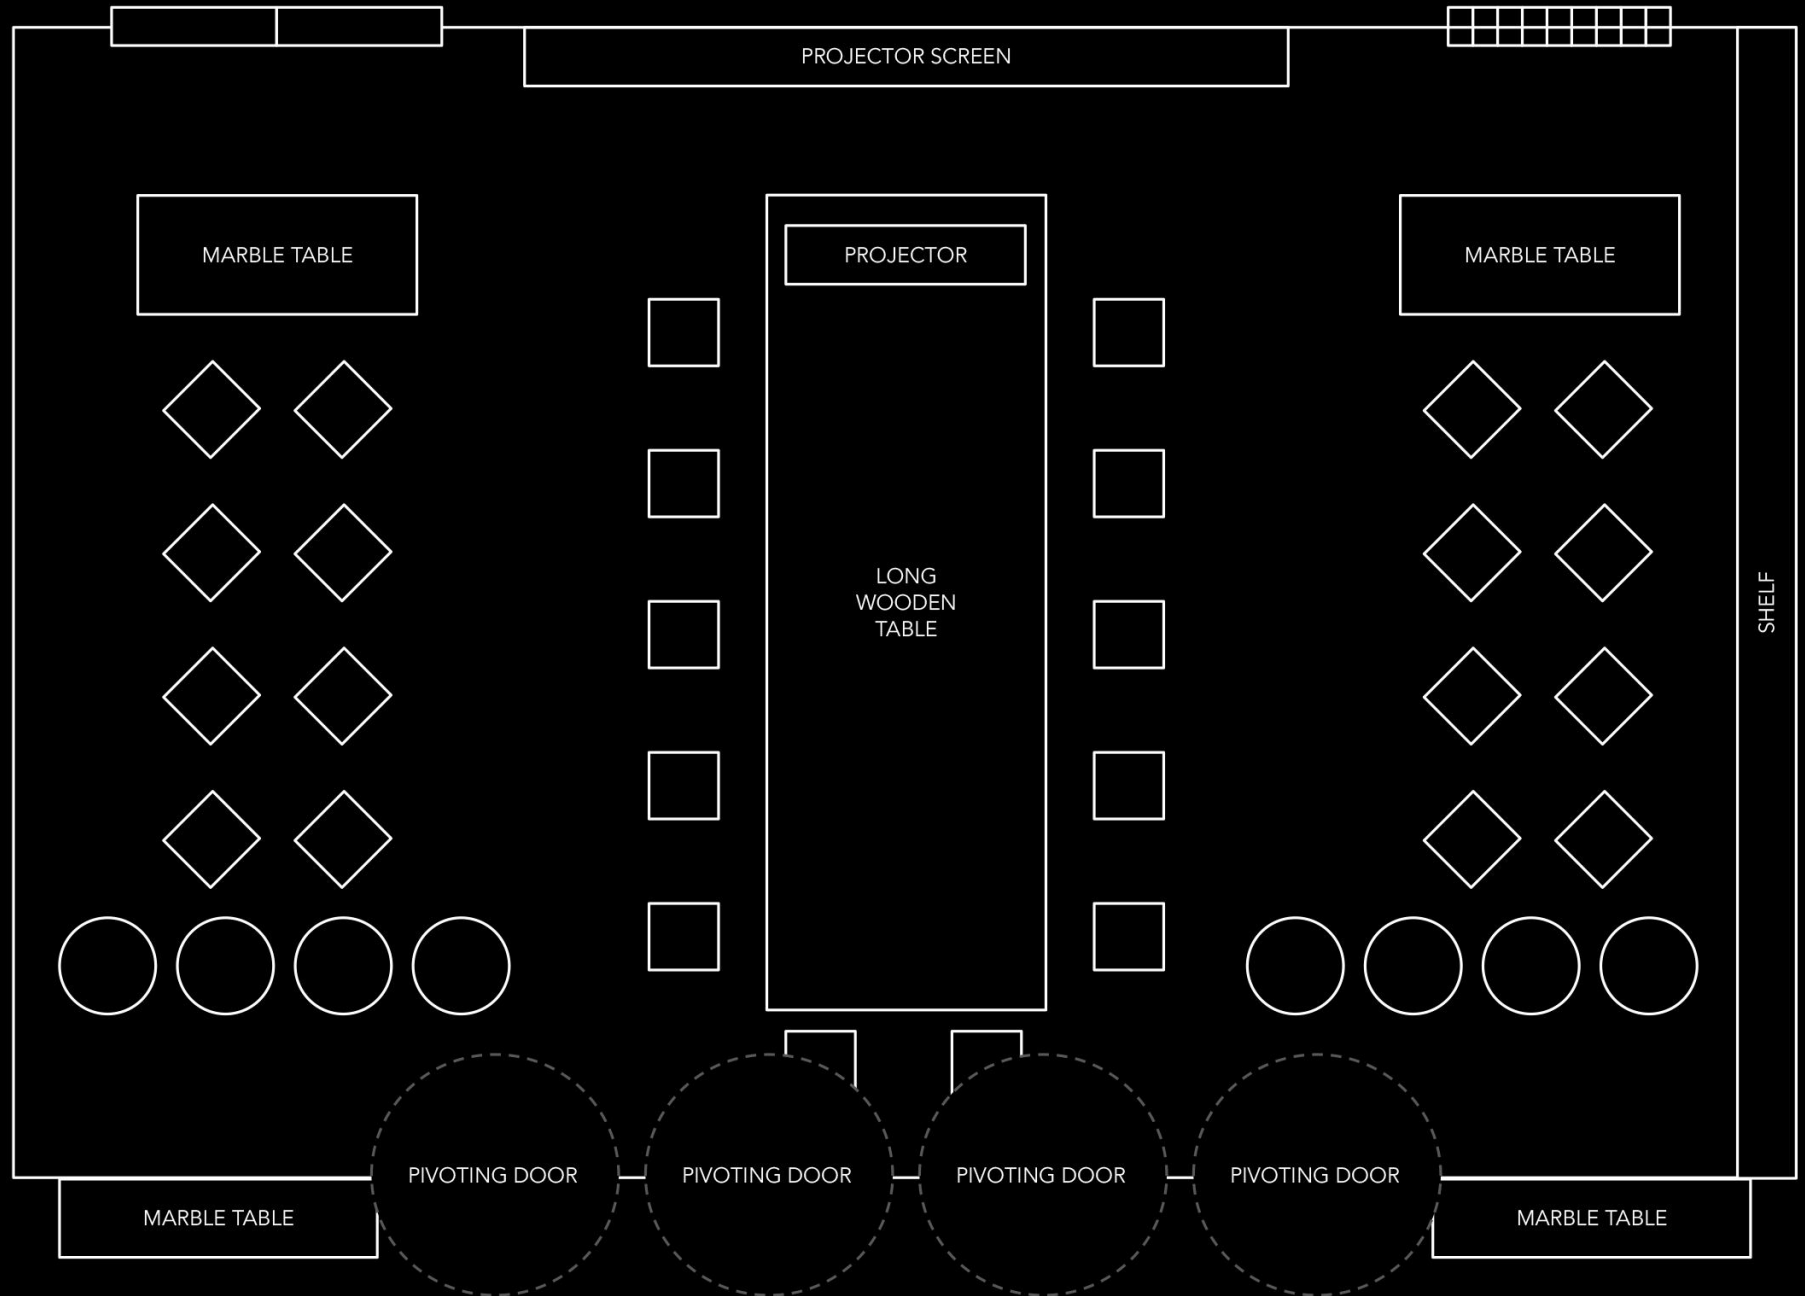 PROJECTOR SCREEN
MARBLE TABLE
PROJECTOR
MARBLE TABLE
LONG
WOODEN
TABLE
SHELF
PIVOTING DOOR
PIVOTING DOOR
PIVOTING DOOR
PIVOTING DOOR
MARBLE TABLE
MARBLE TABLE